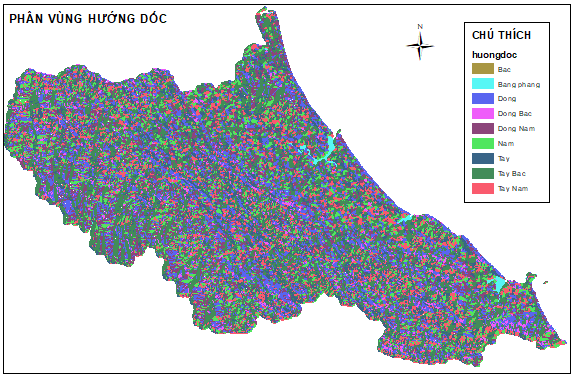 PHÂN VÙNG HƯỚNG DỐC
N
CHÚ THÍCH
huongdoc
Bac
Bang phang
Dong
Dong Bac
Dong Nam
Nam
Tay
Tay Bac
Tay Nam